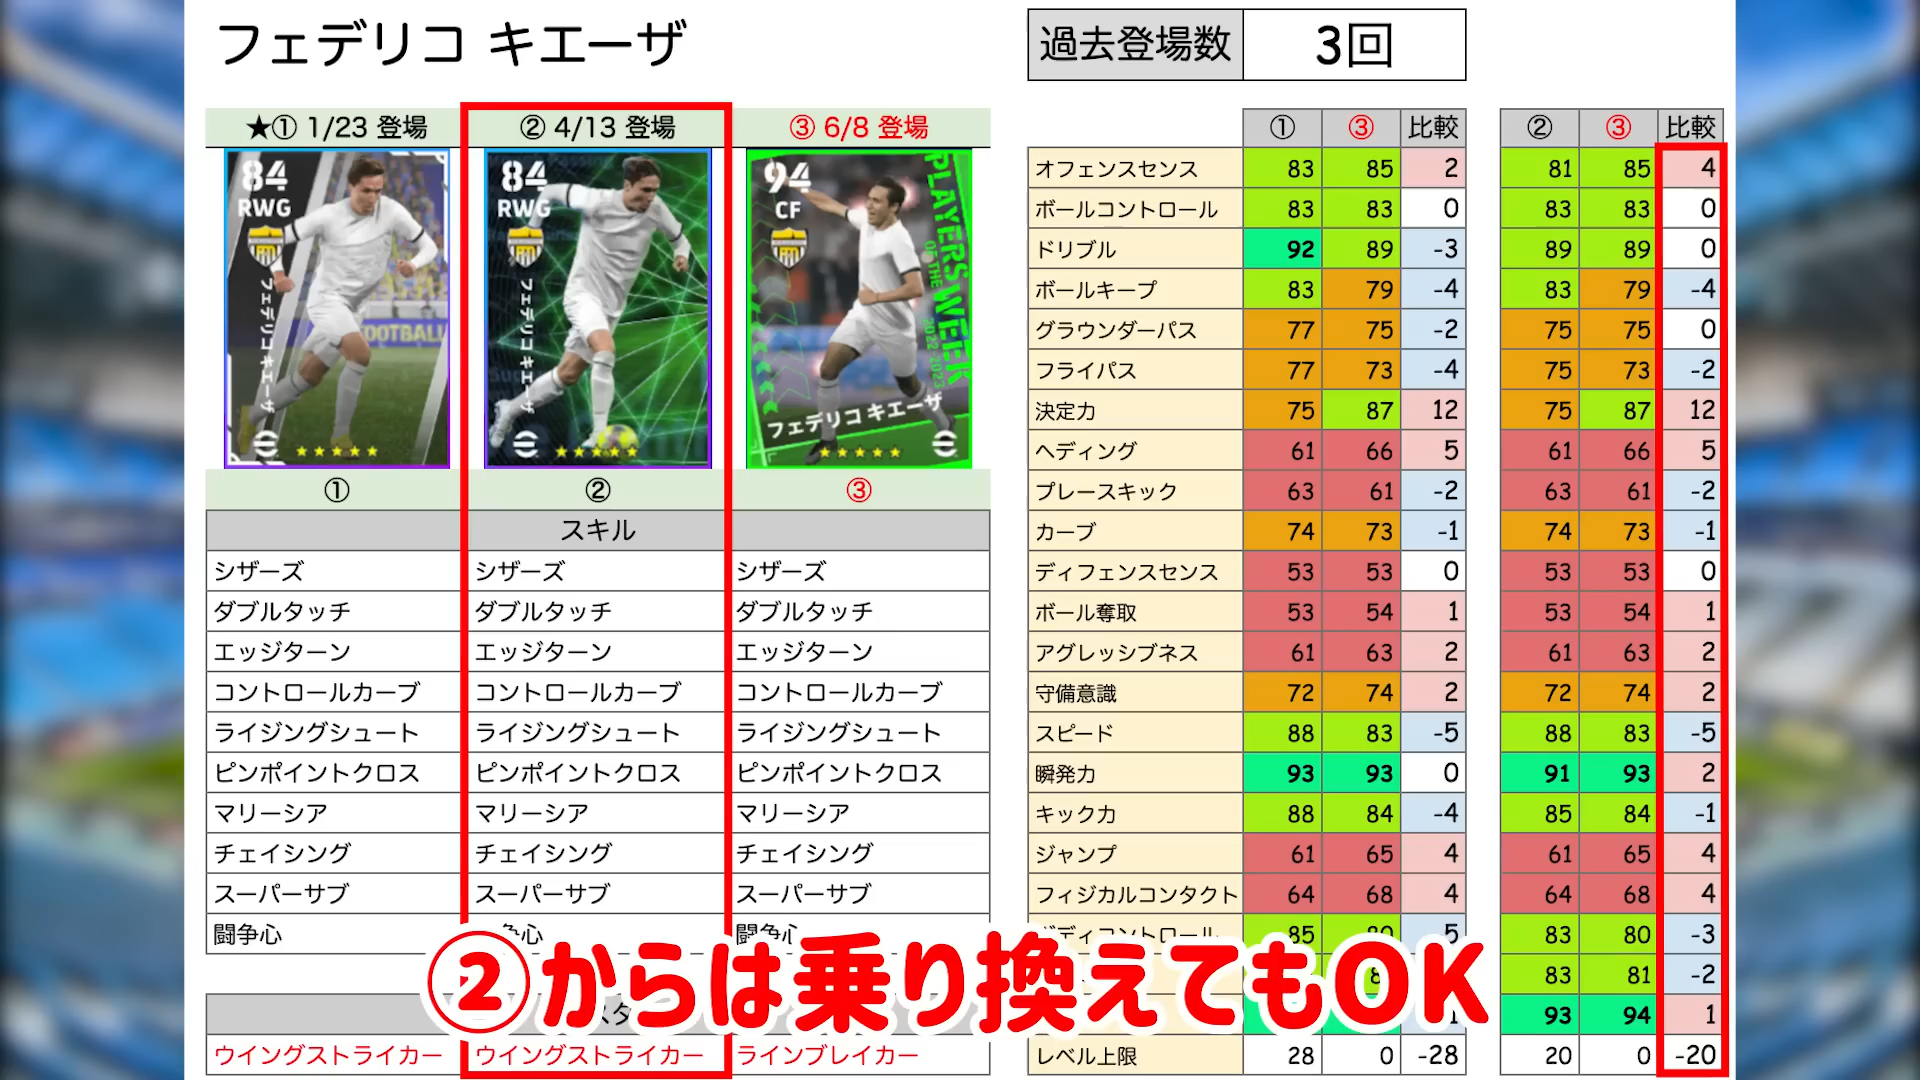 フェデリコ キエーザ
過去登場数 3回
★① 1/23 登場 ② 4/13 登場 ③ 6/8 登場
84 RWG フェデリコ キエーザ
84 RWG フェデリコ キエーザ
94 CF PLAYERS OF THE WEEK 2022-2023 フェデリコ キエーザ
① ② ③
スキル
シザーズ シザーズ シザーズ
ダブルタッチ ダブルタッチ ダブルタッチ
エッジターン エッジターン エッジターン
コントロールカーブ コントロールカーブ コントロールカーブ
ライジングシュート ライジングシュート ライジングシュート
ピンポイントクロス ピンポイントクロス ピンポイントクロス
マリーシア マリーシア マリーシア
チェイシング チェイシング チェイシング
スーパーサブ スーパーサブ スーパーサブ
闘争心 争心 闘争心
ウイングストライカー ウイングストライカー ラインブレイカー
① ③ 比較 ② ③ 比較
オフェンスセンス 83 85 2 81 85 4
ボールコントロール 83 83 0 83 83 0
ドリブル 92 89 -3 89 89 0
ボールキープ 83 79 -4 83 79 -4
グラウンダーパス 77 75 -2 75 75 0
フライパス 77 73 -4 75 73 -2
決定力 75 87 12 75 87 12
ヘディング 61 66 5 61 66 5
プレースキック 63 61 -2 63 61 -2
カーブ 74 73 -1 74 73 -1
ディフェンスセンス 53 53 0 53 53 0
ボール奪取 53 54 1 53 54 1
アグレッシブネス 61 63 2 61 63 2
守備意識 72 74 2 72 74 2
スピード 88 83 -5 88 83 -5
瞬発力 93 93 0 91 93 2
キック力 88 84 -4 85 84 -1
ジャンプ 61 65 4 61 65 4
フィジカルコンタクト 64 68 4 64 68 4
ボディコントロール 85 80 5 83 80 -3
83 81 -2
93 94 1
レベル上限 28 0 -28 20 0 -20
②からは乗り換えてもOK